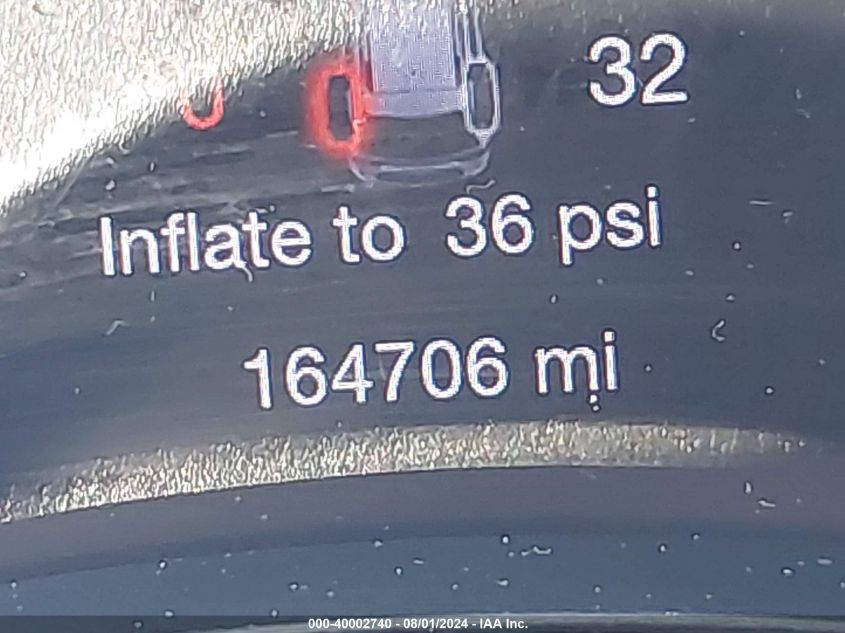 32
Inflate to 36 psi
164706 mi
000-40002740 - 08/01/2024 - IAA Inc.